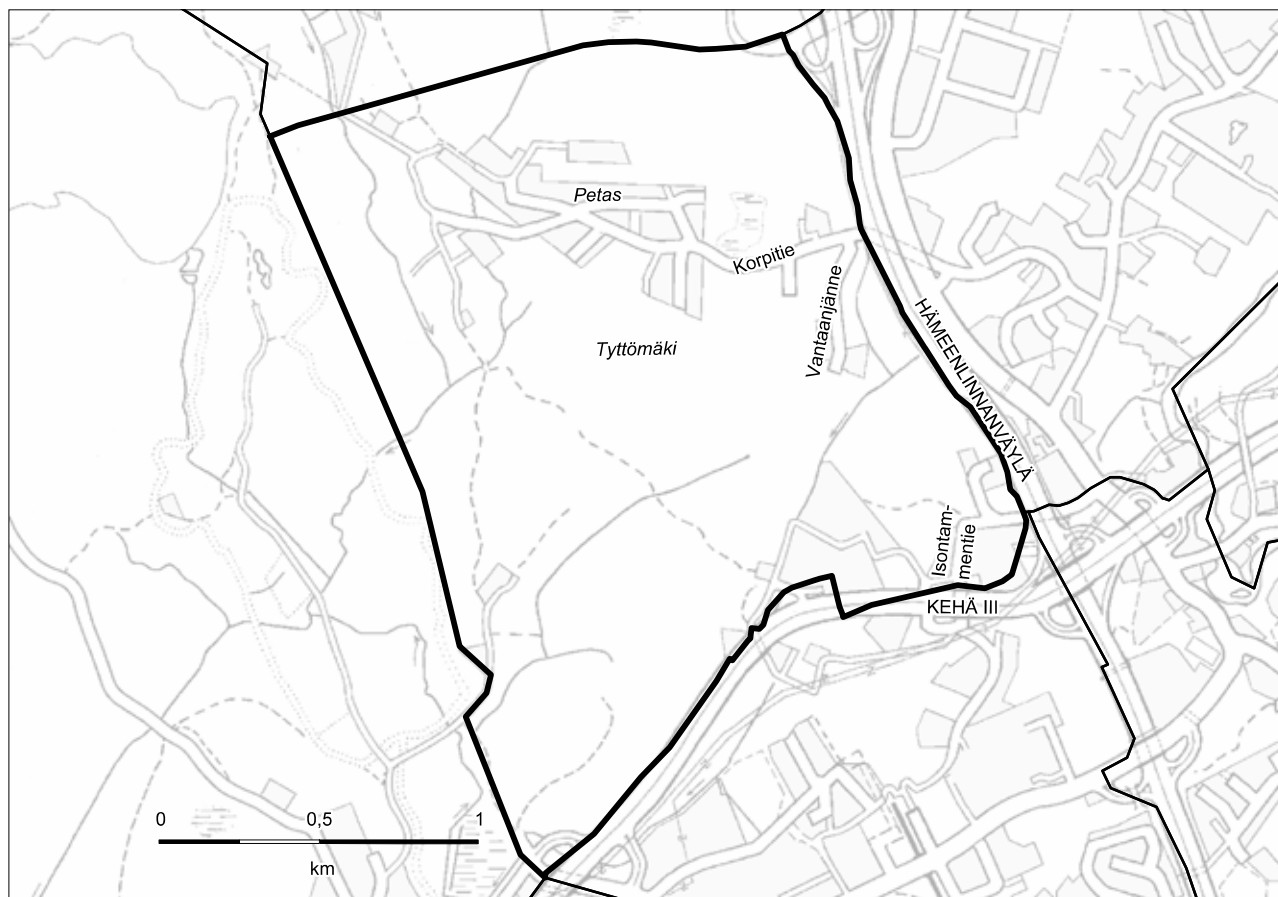 Petas
Korpitie
Vantaanjänne
Tyttömäki
HÄMEENLINNANVÄYLÄ
Isontam-
mentie
KEHÄ III
0 0,5 1
km